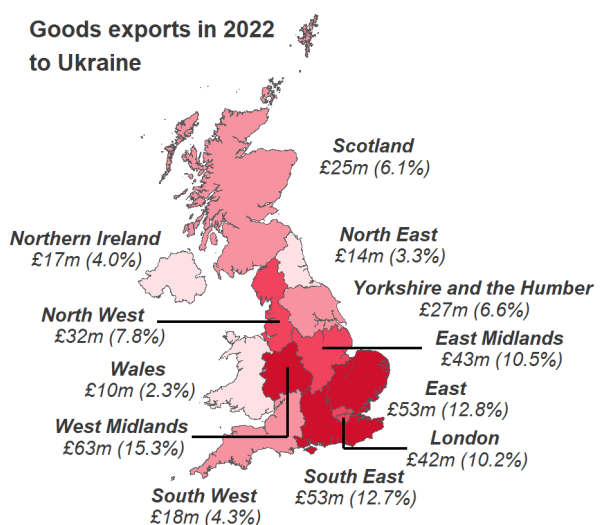 Goods exports in 2022
to Ukraine
Scotland
£25m (6.1%)
Northern Ireland
£17m (4.0%)
North East
£14m (3.3%)
Yorkshire and the Humber
£27m (6.6%)
North West
£32m (7.8%)
East Midlands
£43m (10.5%)
Wales
£10m (2.3%)
East
£53m (12.8%)
West Midlands
£63m (15.3%)
London
£42m (10.2%)
South East
£53m (12.7%)
South West
£18m (4.3%)